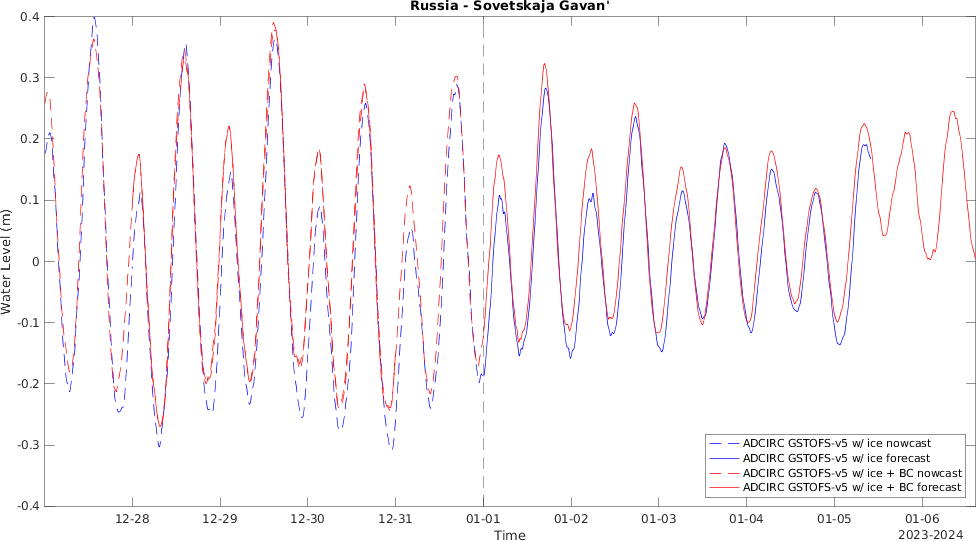 Russia - Sovetskaja Gavan'
0.4
0.3
0.2
0.1
0
-0.1
-0.2
-0.3
-0.4
Water Level (m)
12-28 12-29 12-30 12-31 01-01 01-02 01-03 01-04 01-05 01-06
Time
2023-2024
ADCIRC GSTOFS-v5 w/ ice nowcast
ADCIRC GSTOFS-v5 w/ ice forecast
ADCIRC GSTOFS-v5 w/ ice + BC nowcast
ADCIRC GSTOFS-v5 w/ ice + BC forecast